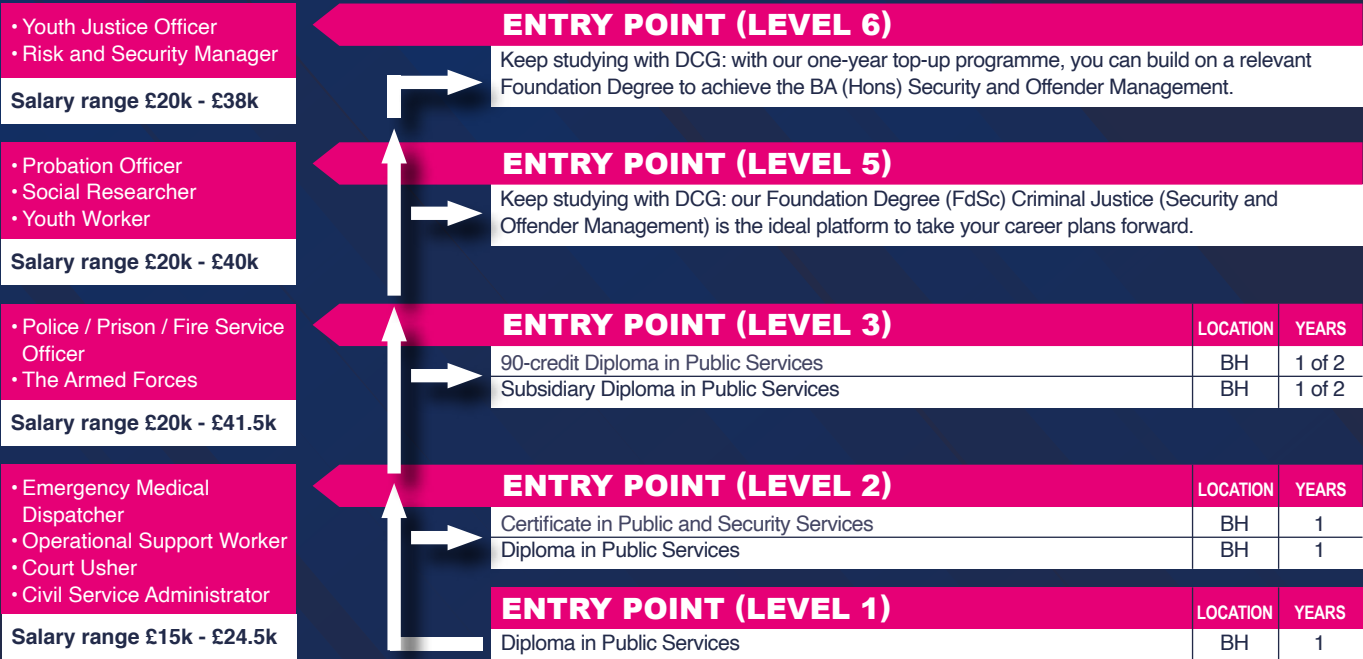 • Youth Justice Officer
• Risk and Security Manager
Salary range £20k - £38k
ENTRY POINT (LEVEL 6)
Keep studying with DCG: with our one-year top-up programme, you can build on a relevant
Foundation Degree to achieve the BA (Hons) Security and Offender Management.
• Probation Officer
• Social Researcher
• Youth Worker
Salary range £20k - £40k
ENTRY POINT (LEVEL 5)
Keep studying with DCG: our Foundation Degree (FdSc) Criminal Justice (Security and
Offender Management) is the ideal platform to take your career plans forward.
• Police / Prison / Fire Service
Officer
• The Armed Forces
Salary range £20k - £41.5k
ENTRY POINT (LEVEL 3) LOCATION YEARS
90-credit Diploma in Public Services BH 1 of 2
Subsidiary Diploma in Public Services BH 1 of 2
• Emergency Medical
Dispatcher
• Operational Support Worker
• Court Usher
• Civil Service Administrator
Salary range £15k - £24.5k
ENTRY POINT (LEVEL 2) LOCATION YEARS
Certificate in Public and Security Services BH 1
Diploma in Public Services BH 1
ENTRY POINT (LEVEL 1) LOCATION YEARS
Diploma in Public Services BH 1